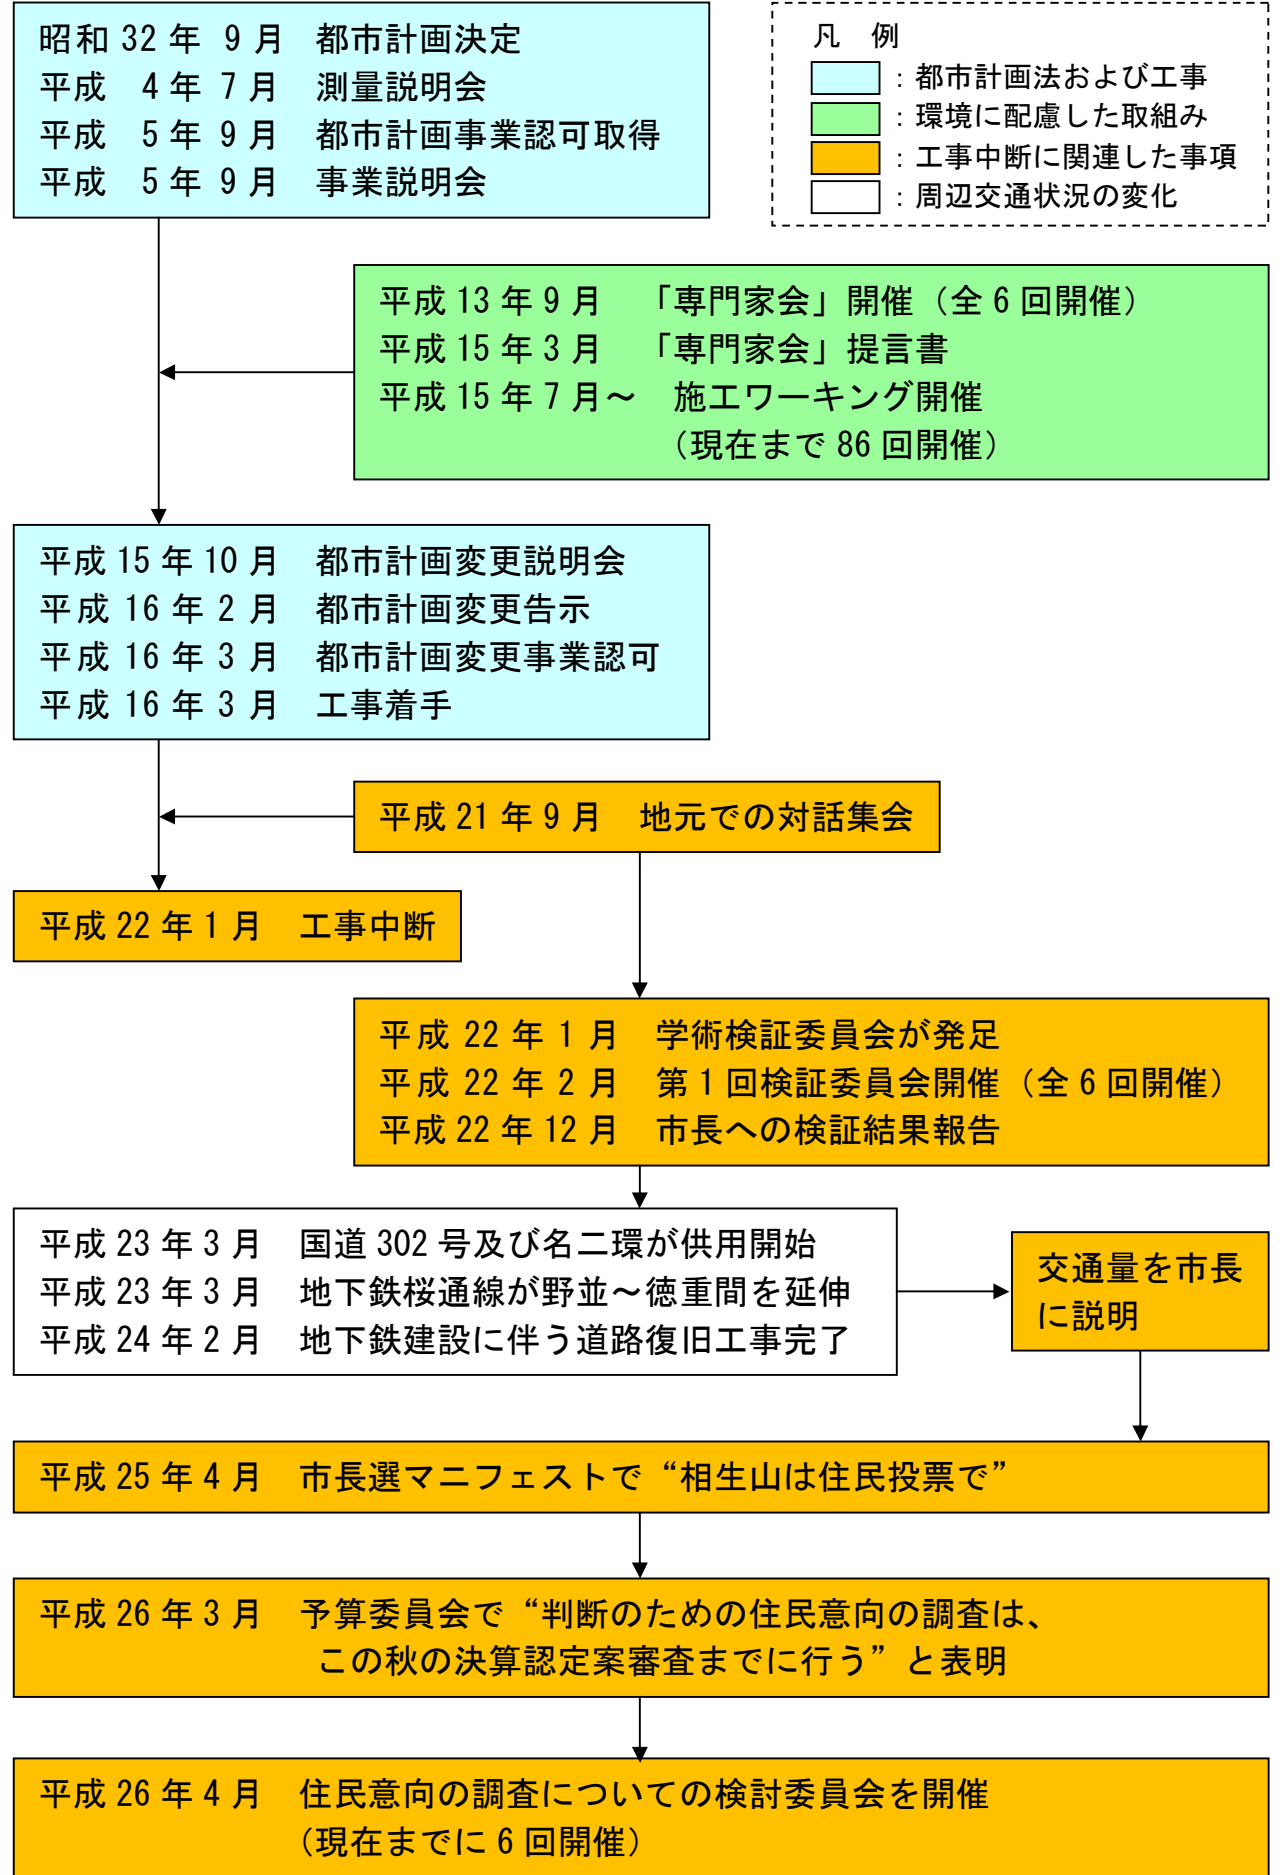 昭和 32 年 9 月 都市計画決定
平成 4 年 7 月 測量説明会
平成 5 年 9 月 都市計画事業認可取得
平成 5 年 9 月 事業説明会
凡 例
：都市計画法および工事
：環境に配慮した取組み
：工事中断に関連した事項
：周辺交通状況の変化
平成 13 年 9 月 「専門家会」開催（全 6 回開催）
平成 15 年 3 月 「専門家会」提言書
平成 15 年 7 月～ 施工ワーキング開催
（現在まで 86 回開催）
平成 15 年 10 月 都市計画変更説明会
平成 16 年 2 月 都市計画変更告示
平成 16 年 3 月 都市計画変更事業認可
平成 16 年 3 月 工事着手
平成 21 年 9 月 地元での対話集会
平成 22 年 1 月 工事中断
平成 22 年 1 月 学術検証委員会が発足
平成 22 年 2 月 第 1 回検証委員会開催（全 6 回開催）
平成 22 年 12 月 市長への検証結果報告
平成 23 年 3 月 国道 302 号及び名二環が供用開始
平成 23 年 3 月 地下鉄桜通線が野並～徳重間を延伸
平成 24 年 2 月 地下鉄建設に伴う道路復旧工事完了
交通量を市長
に説明
平成 25 年 4 月 市長選マニフェストで“相生山は住民投票で”
平成 26 年 3 月 予算委員会で“判断のための住民意向の調査は、
この秋の決算認定案審査までに行う”と表明
平成 26 年 4 月 住民意向の調査についての検討委員会を開催
（現在までに 6 回開催）